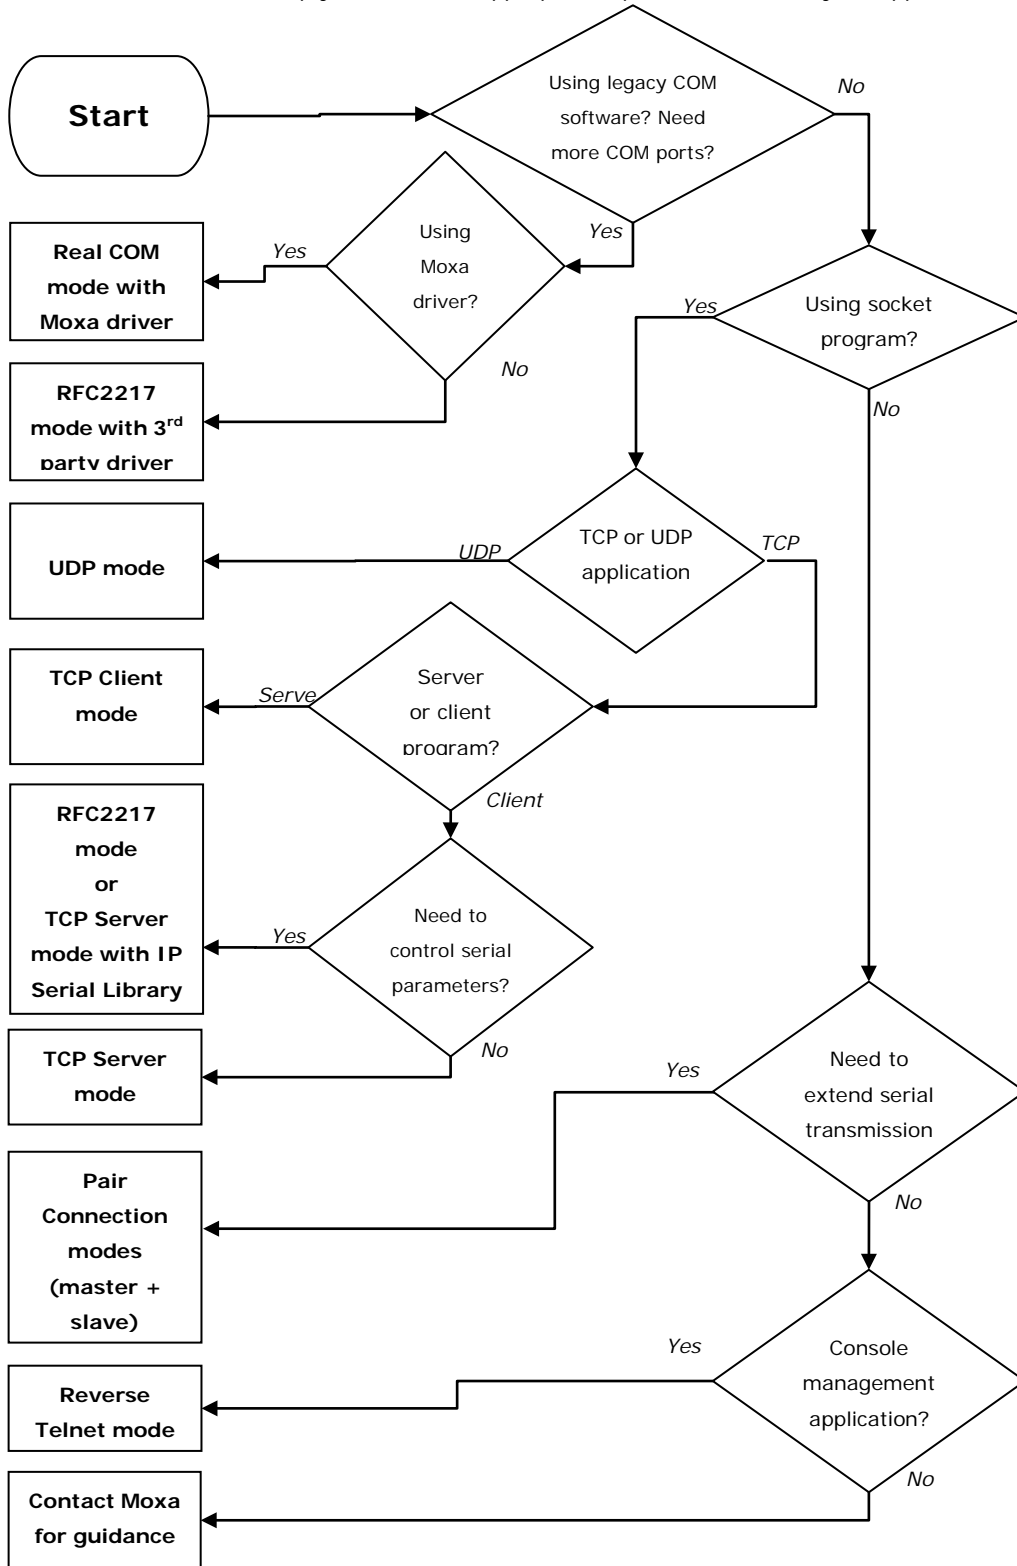 Start
Using legacy COM
software? Need
more COM ports?
No
Yes
Using
Moxa
driver?
Yes
No
Real COM
mode with
Moxa driver
RFC2217
mode with 3rd
party driver
Using socket
program?
Yes
No
TCP or UDP
application
UDP
TCP
UDP mode
Server
or client
program?
Serve
Client
TCP Client
mode
RFC2217
mode
or
TCP Server
mode with IP
Serial Library
Need to
control serial
parameters?
Yes
No
TCP Server
mode
Need to
extend serial
transmission
Yes
No
Pair
Connection
modes
(master +
slave)
Console
management
application?
Yes
No
Reverse
Telnet mode
Contact Moxa
for guidance